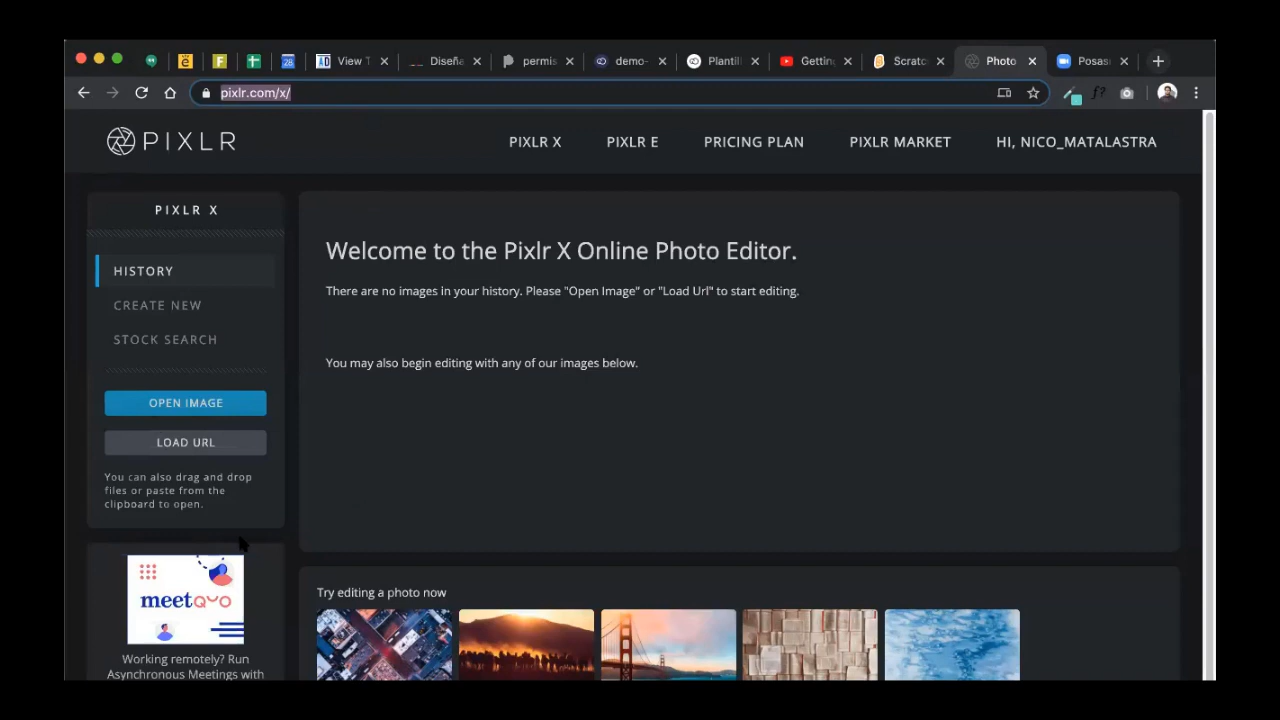 View T
Diseña
permis
demo-
Plantill
Getting
Scratc
Photo
Posas
pixlr.com/x/
PIXLR
PIXLR X
PIXLR E
PRICING PLAN
PIXLR MARKET
HI, NICO_MATALASTRA
PIXLR X
HISTORY
CREATE NEW
STOCK SEARCH
OPEN IMAGE
LOAD URL
You can also drag and drop
files or paste from the
clipboard to open.
Welcome to the Pixlr X Online Photo Editor.
There are no images in your history. Please "Open Image" or "Load Url" to start editing.
You may also begin editing with any of our images below.
meetquo
Working remotely? Run
Asynchronous Meetings with
Try editing a photo now